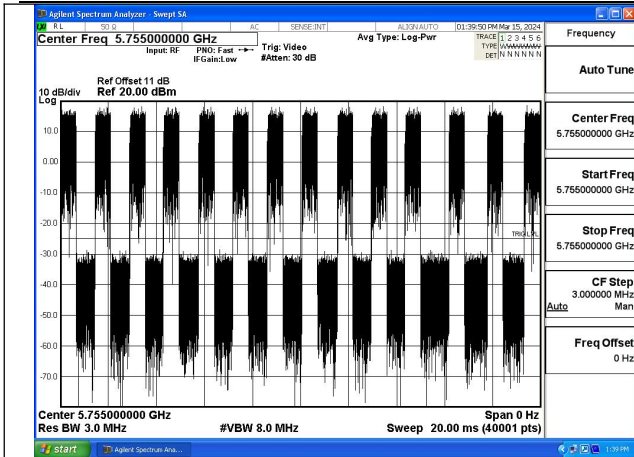 Agilent Spectrum Analyzer - Swept SA
RL 50 Ω AC SENSE:INT ALIGN AUTO 01:39:50 PM Mar 15, 2024
Center Freq 5.755000000 GHz
Input: RF PNO: Fast Trig: Video Avg Type: Log-Pwr TRACE 1 2 3 4 5 6
IFGain:Low #Atten: 30 dB TYPE
DET N N N N N N
Ref Offset 11 dB
10 dB/div Ref 20.00 dBm
Log
10.0
0.00
-10.0
-20.0
TRIG LVL
-30.0
-40.0
-50.0
-60.0
-70.0
Center 5.755000000 GHz Span 0 Hz
Res BW 3.0 MHz #VBW 8.0 MHz Sweep 20.00 ms (40001 pts)
Frequency
Auto Tune
Center Freq
5.755000000 GHz
Start Freq
5.755000000 GHz
Stop Freq
5.755000000 GHz
CF Step
3.000000 MHz
Auto Man
Freq Offset
0 Hz
start Agilent Spectrum Ana... 1:39 PM